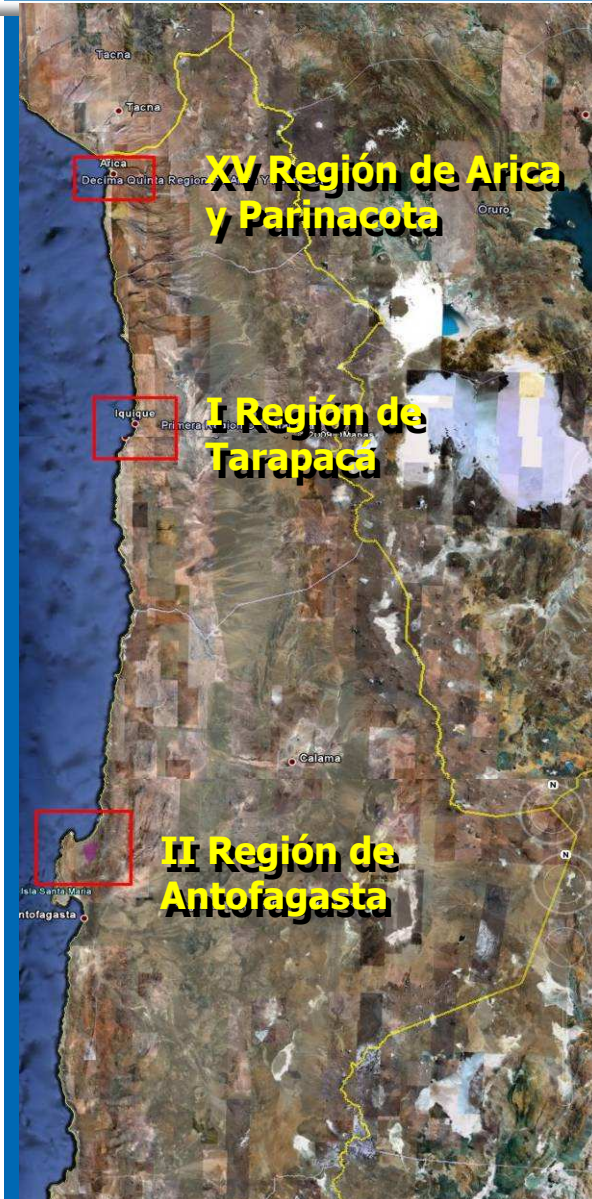 Tacna
Tacna
Arica
Decima Quinta Region
XV Región de Arica
y Parinacota
Oruro
Iquique
I Región de
Tarapacá
Primera
Calama
N
II Región de
Antofagasta
N
Isla Santa Maria
ntofagasta